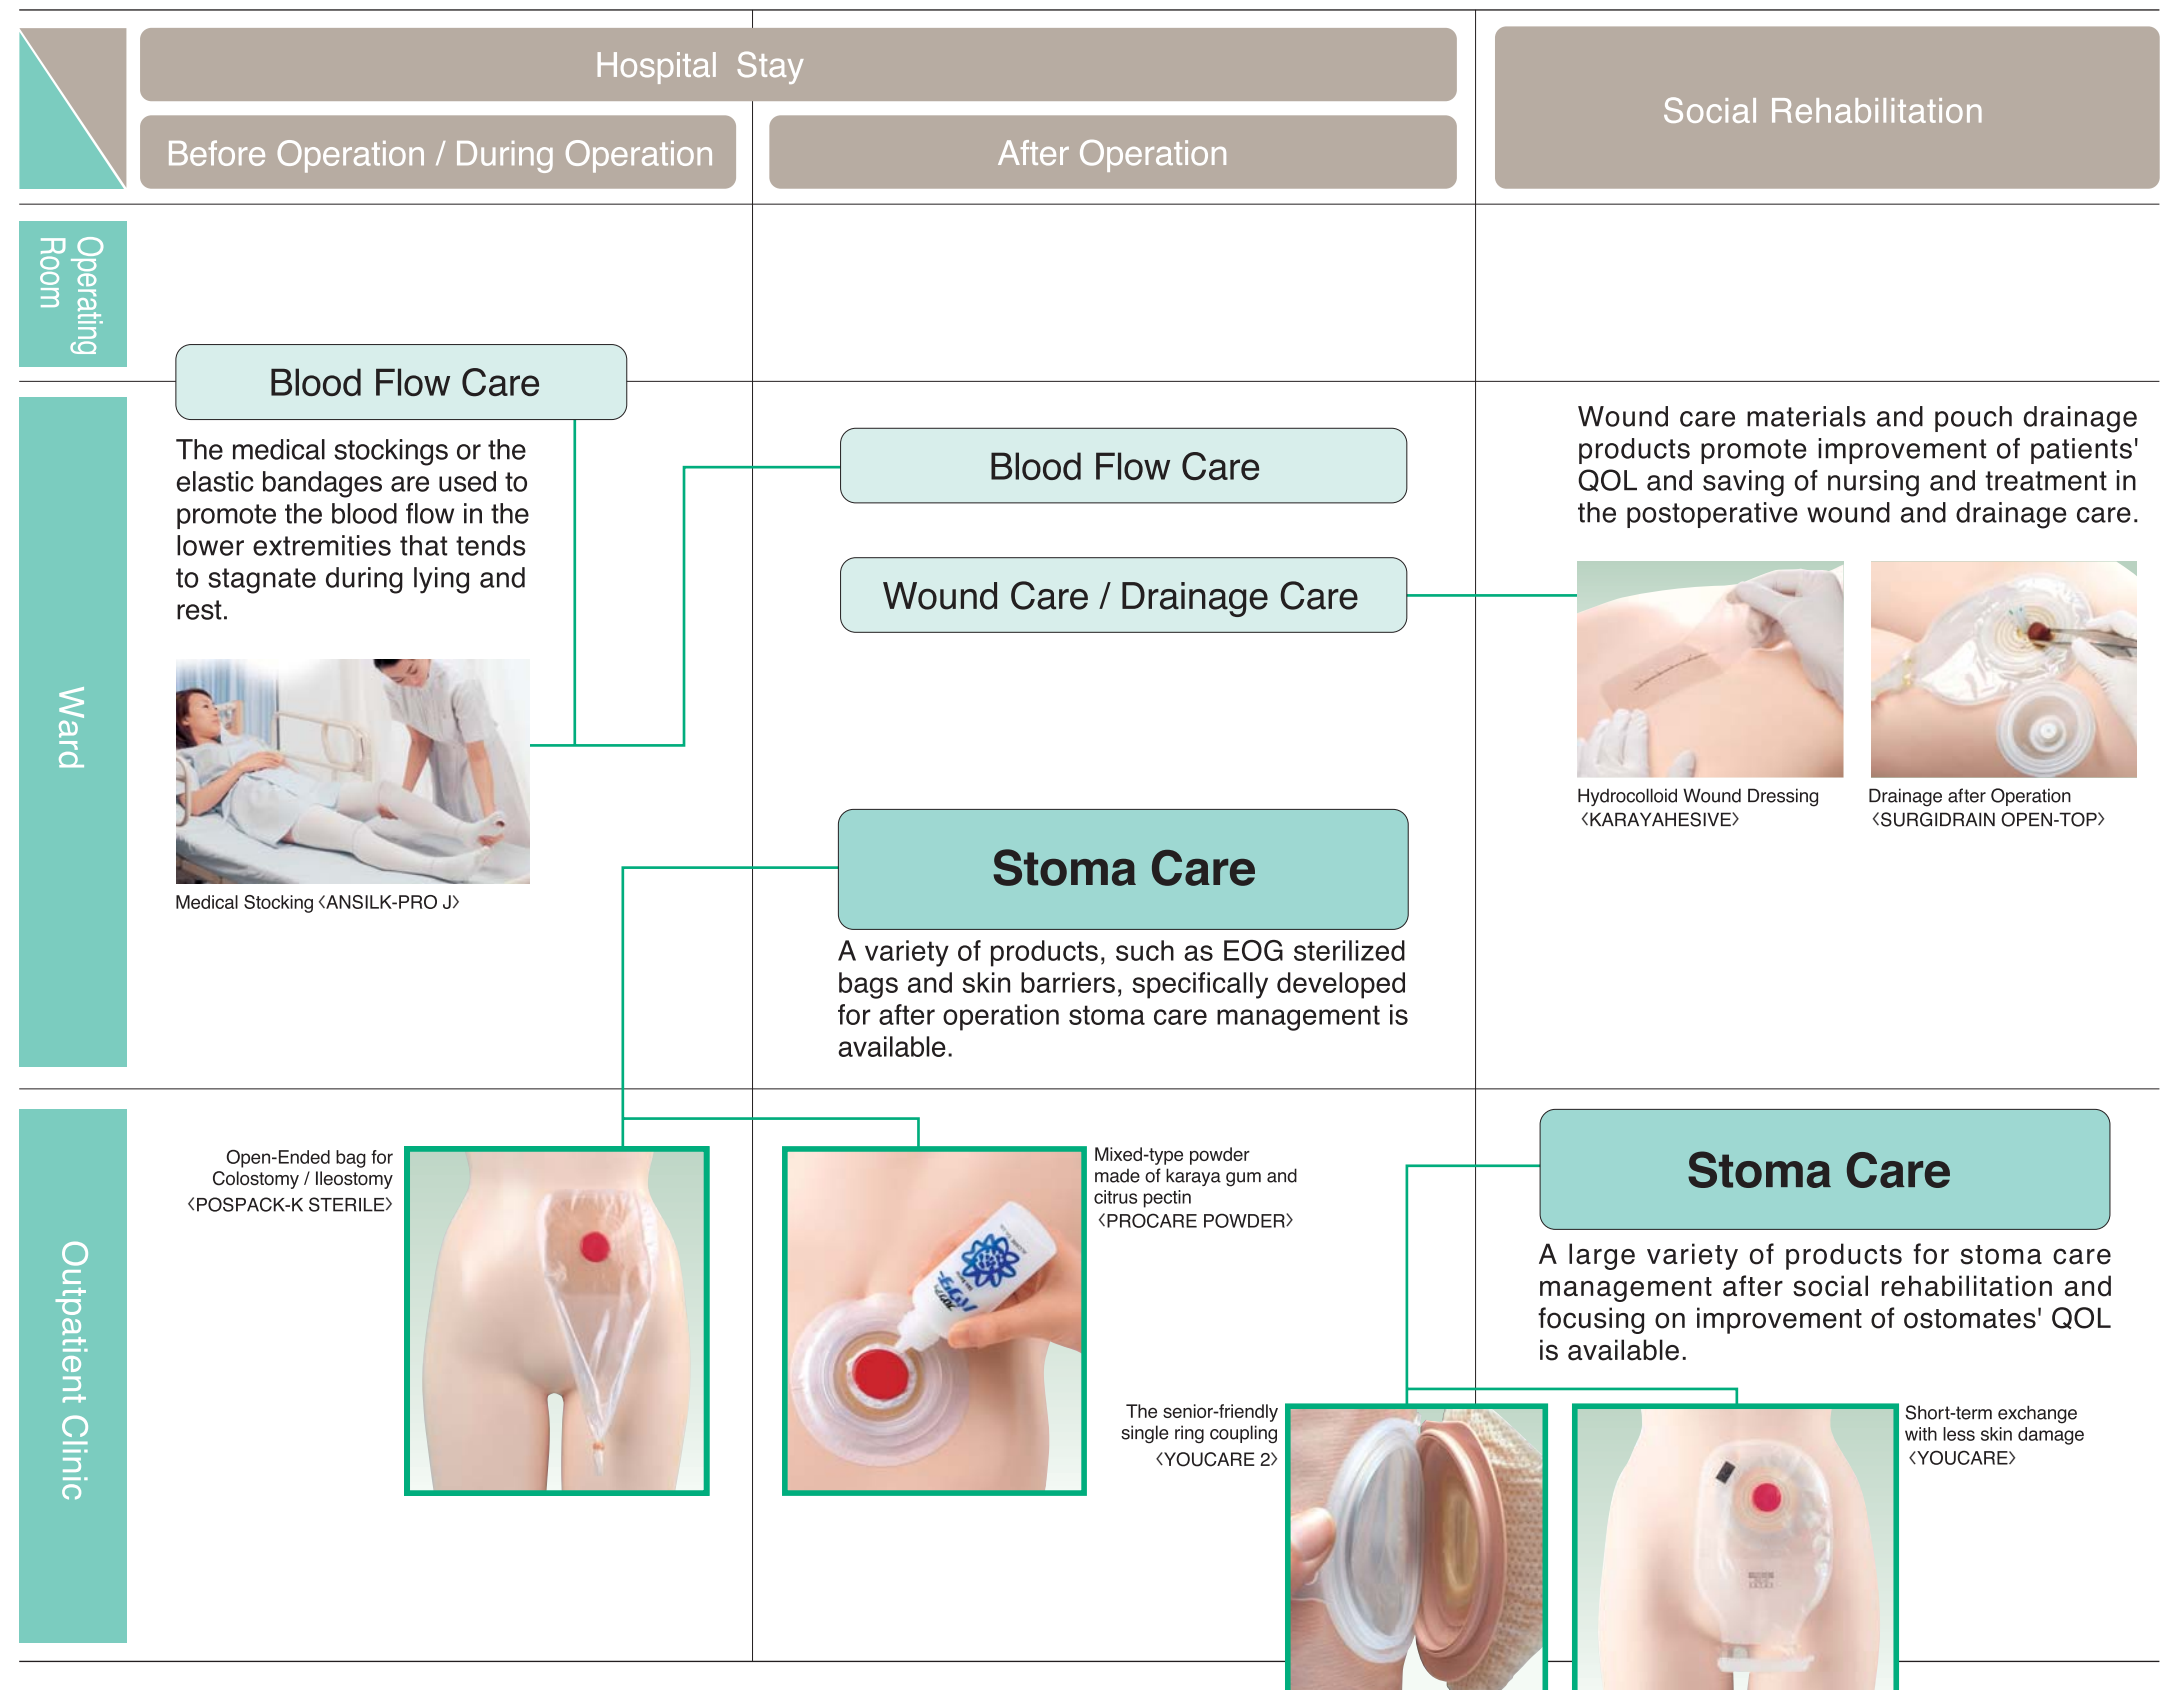 Hospital Stay
Social Rehabilitation
Before Operation / During Operation
After Operation
Operating
Room
Blood Flow Care
The medical stockings or the
elastic bandages are used to
promote the blood flow in the
lower extremities that tends
to stagnate during lying and
rest.
Medical Stocking〈ANSILK-PRO J〉
Ward
Blood Flow Care
Wound Care / Drainage Care
Wound care materials and pouch drainage
products promote improvement of patients'
QOL and saving of nursing and treatment in
the postoperative wound and drainage care.
Hydrocolloid Wound Dressing
〈KARAYAHESIVE〉
Drainage after Operation
〈SURGIDRAIN OPEN-TOP〉
Stoma Care
A variety of products, such as EOG sterilized
bags and skin barriers, specifically developed
for after operation stoma care management is
available.
Outpatient Clinic
Open-Ended bag for
Colostomy / Ileostomy
〈POSPACK-K STERILE〉
Mixed-type powder
made of karaya gum and
citrus pectin
〈PROCARE POWDER〉
Stoma Care
A large variety of products for stoma care
management after social rehabilitation and
focusing on improvement of ostomates' QOL
is available.
The senior-friendly
single ring coupling
〈YOUCARE 2〉
Short-term exchange
with less skin damage
〈YOUCARE〉